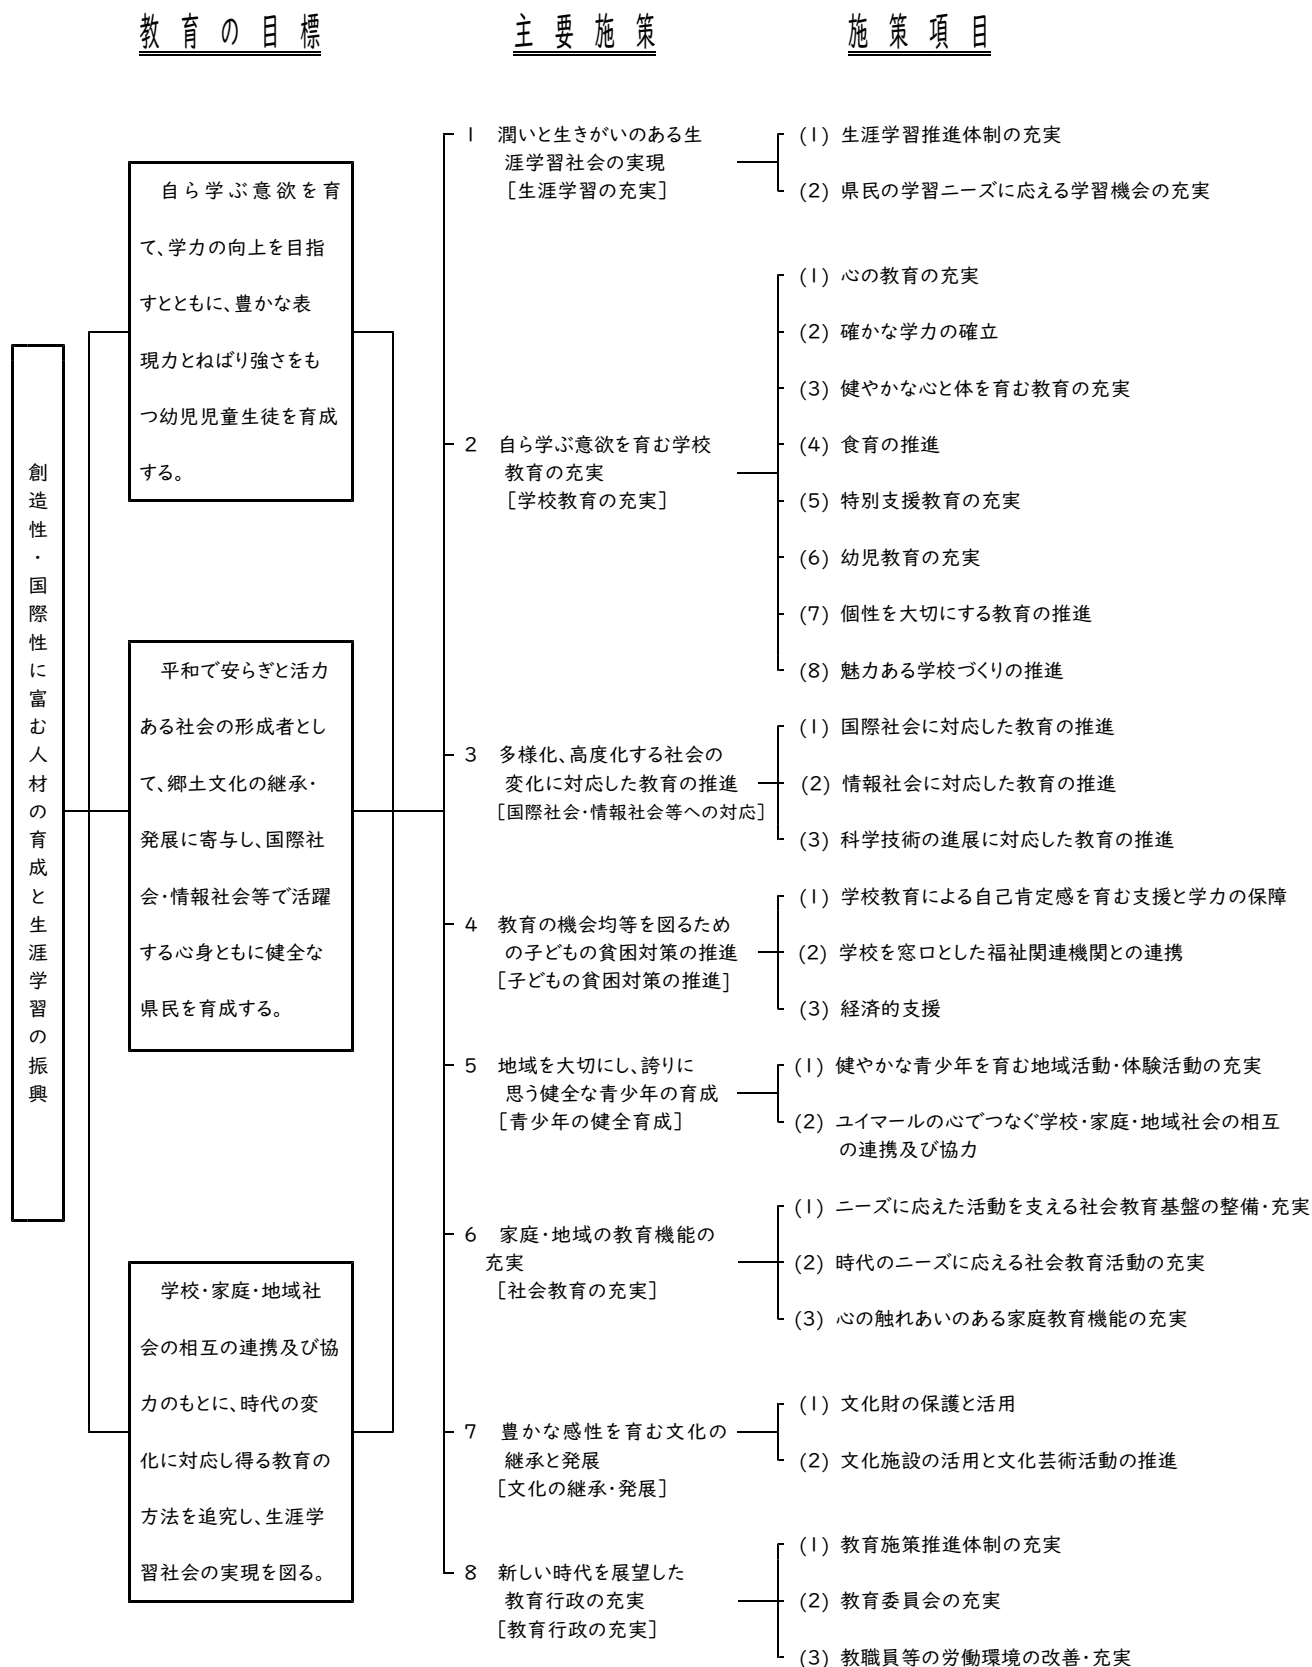 教育の目標
主要施策
施策項目
創造性・国際性に富む人材の育成と生涯学習の振興
自ら学ぶ意欲を育
て、学力の向上を目指
すとともに、豊かな表
現力とねばり強さをも
つ幼児児童生徒を育成
する。
平和で安らぎと活力
ある社会の形成者とし
て、郷土文化の継承・
発展に寄与し、国際社
会・情報社会等で活躍
する心身ともに健全な
県民を育成する。
学校・家庭・地域社
会の相互の連携及び協
力のもとに、時代の変
化に対応し得る教育の
方法を追究し、生涯学
習社会の実現を図る。
1 潤いと生きがいのある生
涯学習社会の実現
[生涯学習の充実]
(1) 生涯学習推進体制の充実
(2) 県民の学習ニーズに応える学習機会の充実
2 自ら学ぶ意欲を育む学校
教育の充実
[学校教育の充実]
(1) 心の教育の充実
(2) 確かな学力の確立
(3) 健やかな心と体を育む教育の充実
(4) 食育の推進
(5) 特別支援教育の充実
(6) 幼児教育の充実
(7) 個性を大切にする教育の推進
(8) 魅力ある学校づくりの推進
3 多様化、高度化する社会の
変化に対応した教育の推進
[国際社会・情報社会等への対応]
(1) 国際社会に対応した教育の推進
(2) 情報社会に対応した教育の推進
(3) 科学技術の進展に対応した教育の推進
4 教育の機会均等を図るため
の子どもの貧困対策の推進
[子どもの貧困対策の推進]
(1) 学校教育による自己肯定感を育む支援と学力の保障
(2) 学校を窓口とした福祉関連機関との連携
(3) 経済的支援
5 地域を大切にし、誇りに
思う健全な青少年の育成
[青少年の健全育成]
(1) 健やかな青少年を育む地域活動・体験活動の充実
(2) ユイマールの心でつなぐ学校・家庭・地域社会の相互
の連携及び協力
6 家庭・地域の教育機能の
充実
[社会教育の充実]
(1) ニーズに応えた活動を支える社会教育基盤の整備・充実
(2) 時代のニーズに応える社会教育活動の充実
(3) 心の触れあいのある家庭教育機能の充実
7 豊かな感性を育む文化の
継承と発展
[文化の継承・発展]
(1) 文化財の保護と活用
(2) 文化施設の活用と文化芸術活動の推進
8 新しい時代を展望した
教育行政の充実
[教育行政の充実]
(1) 教育施策推進体制の充実
(2) 教育委員会の充実
(3) 教職員等の労働環境の改善・充実